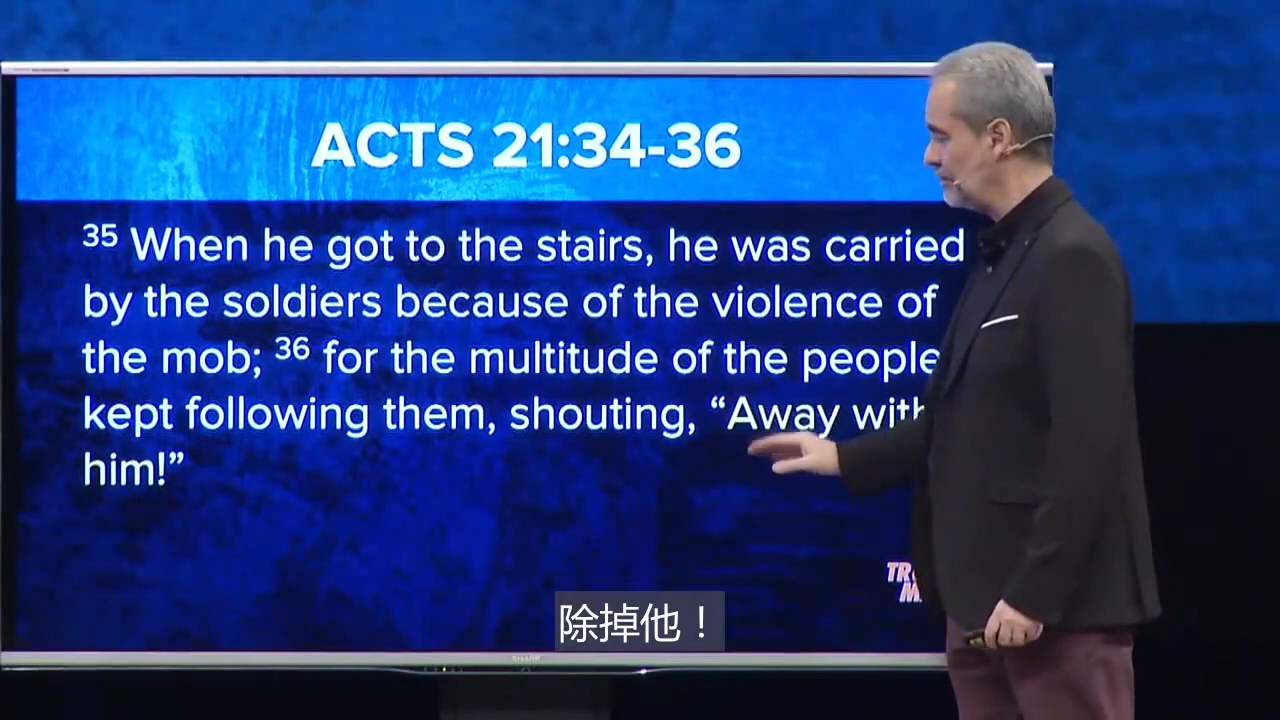 ACTS 21:34-36
35 When he got to the stairs, he was carried
by the soldiers because of the violence of
the mob; 36 for the multitude of the people
kept following them, shouting, “Away
him!”
除掉他！
SHARP